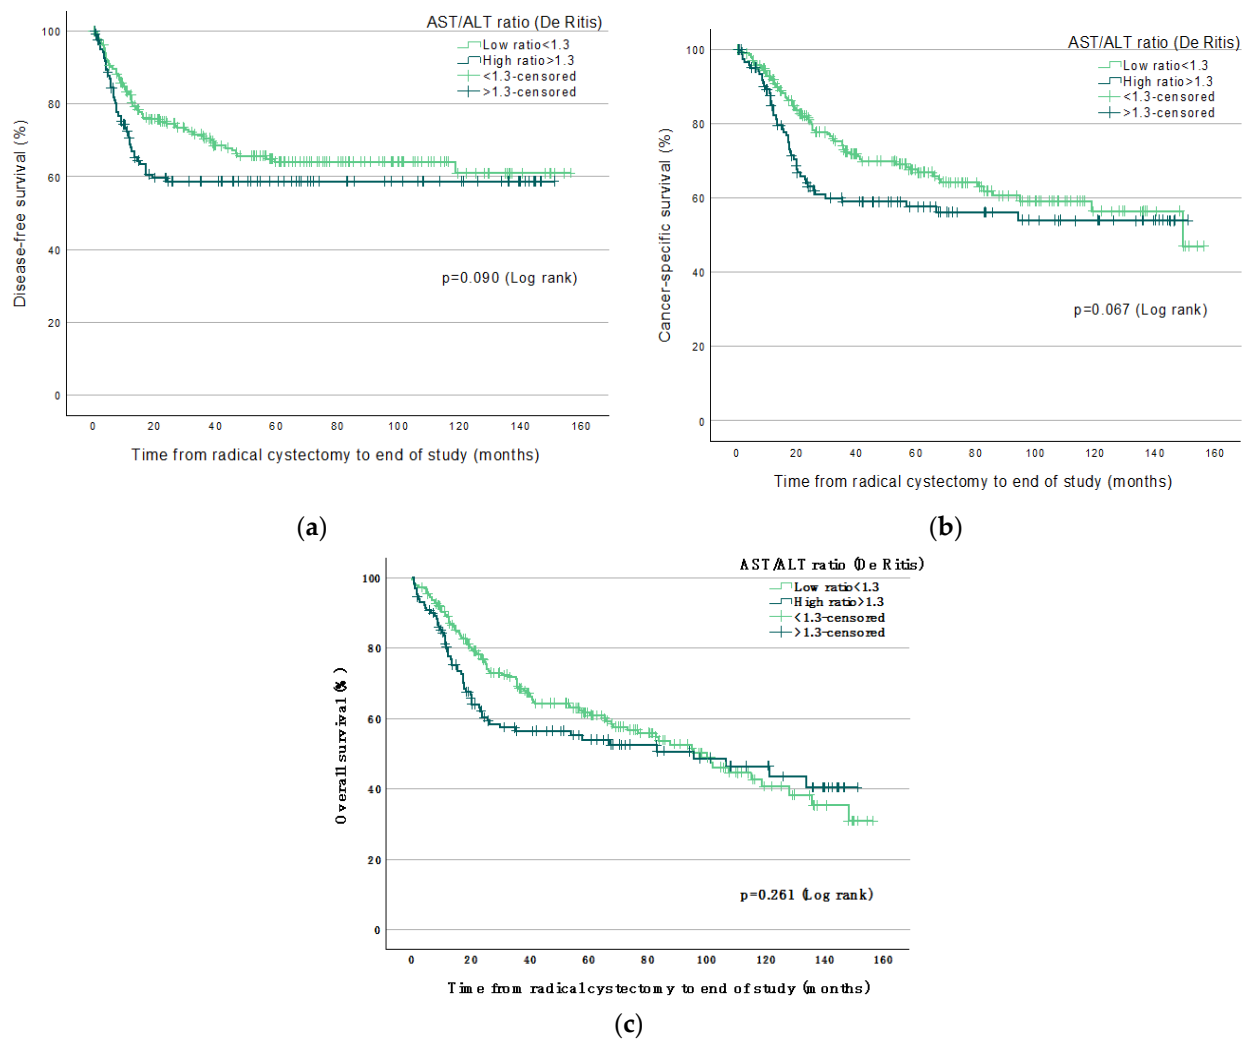 AST/ALT ratio (De Ritis)
Low ratio<1.3
High ratio>1.3
<1.3-censored
>1.3-censored
100
80
60
40
20
0
Disease-free survival (%)
p=0.090 (Log rank)
0 20 40 60 80 100 120 140 160
Time from radical cystectomy to end of study (months)
(a)
AST/ALT ratio (De Ritis)
Low ratio<1.3
High ratio>1.3
<1.3-censored
>1.3-censored
100
80
60
40
20
0
Cancer-specific survival (%)
p=0.067 (Log rank)
0 20 40 60 80 100 120 140 160
Time from radical cystectomy to end of study (months)
(b)
AST/ALT ratio (De Ritis)
Low ratio<1.3
High ratio>1.3
<1.3-censored
>1.3-censored
100
80
60
40
20
0
Overall survival (%)
p=0.261 (Log rank)
0 20 40 60 80 100 120 140 160
Time from radical cystectomy to end of study (months)
(c)